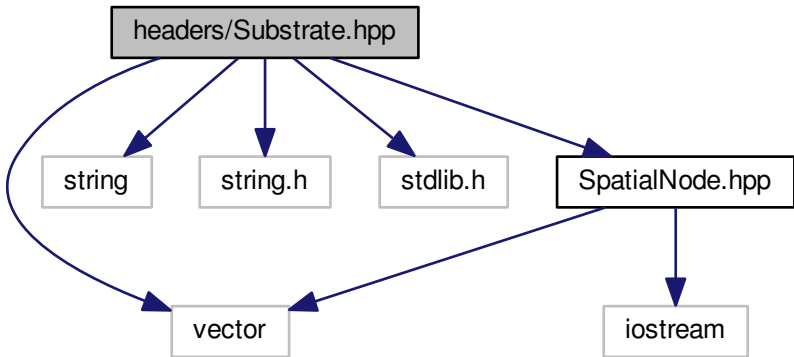 headers/Substrate.hpp
string
string.h
stdlib.h
SpatialNode.hpp
vector
iostream